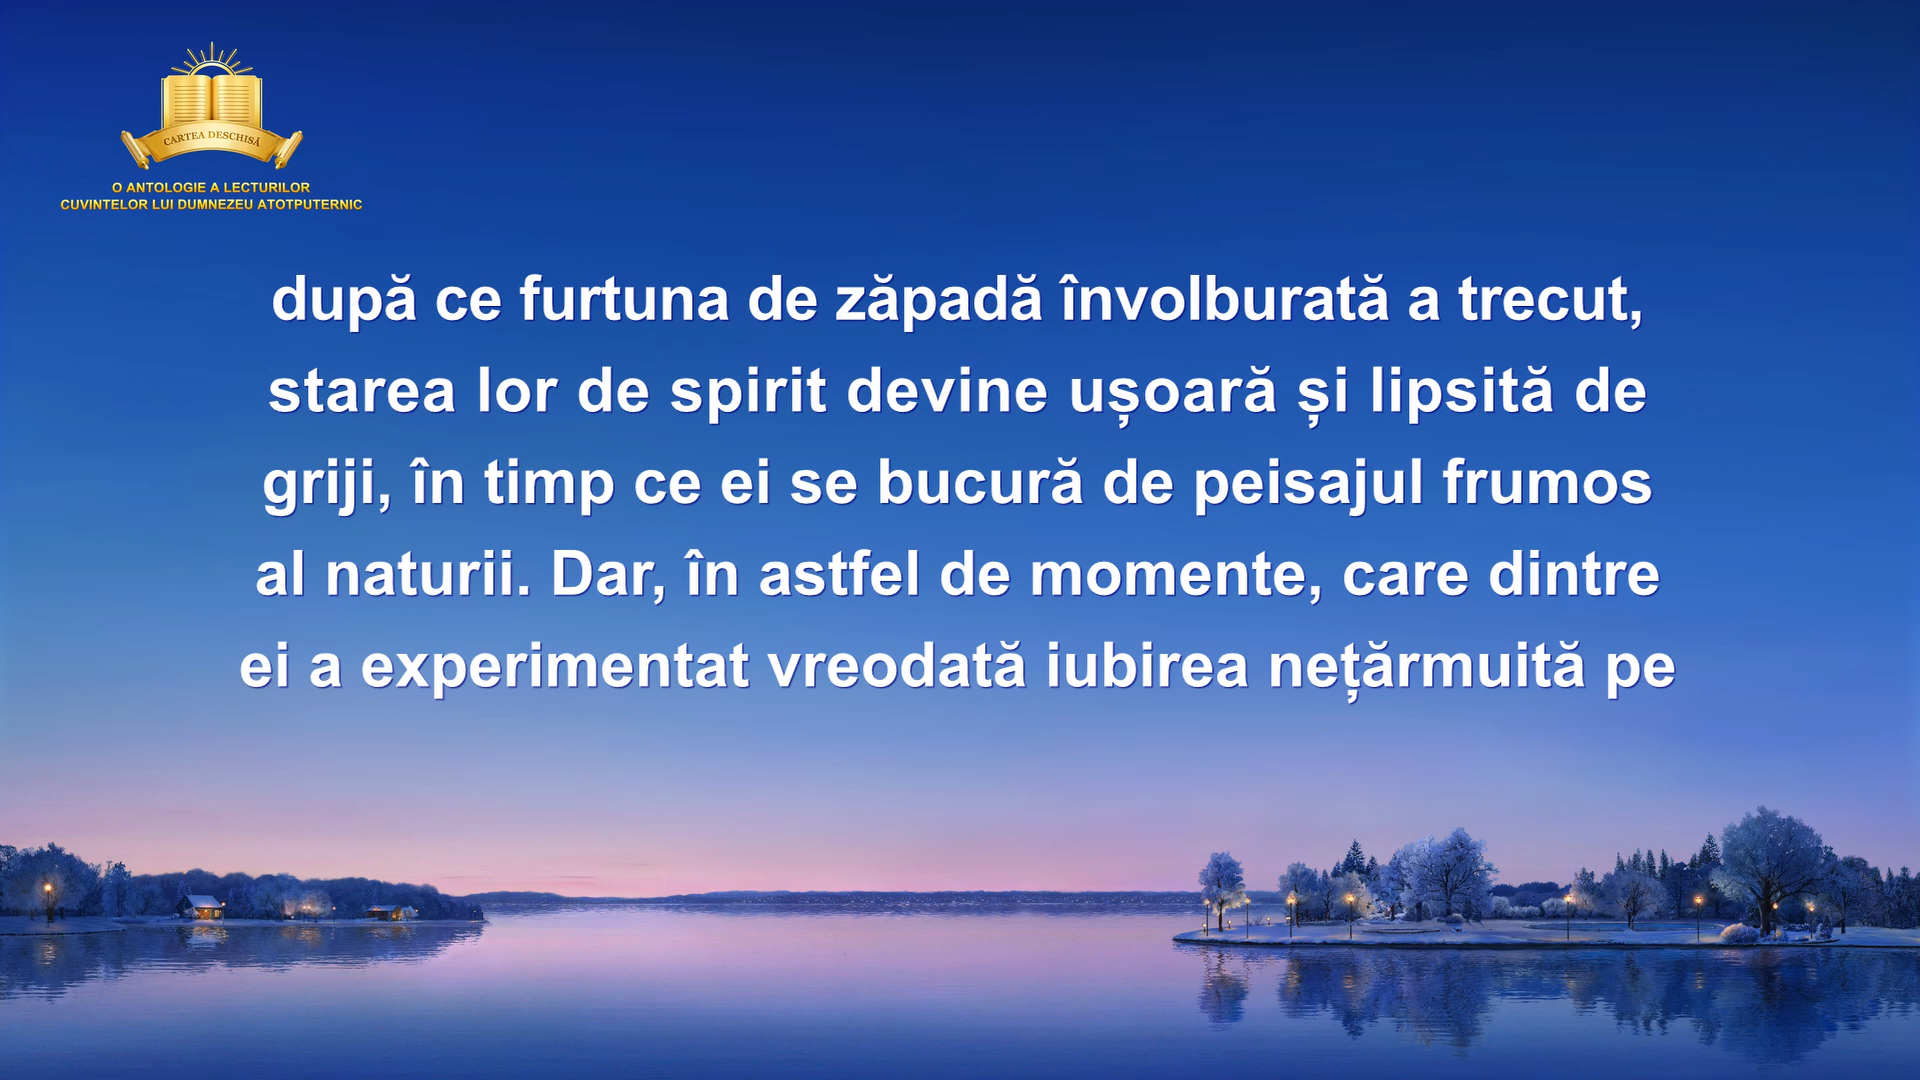 CARTEA DESCHISĂ
O ANTOLOGIE A LECTURILOR
CUVINTELOR LUI DUMNEZEU ATOTPUTERNIC
după ce furtuna de zăpadă învolburată a trecut,
starea lor de spirit devine ușoară și lipsită de
griji, în timp ce ei se bucură de peisajul frumos
al naturii. Dar, în astfel de momente, care dintre
ei a experimentat vreodată iubirea nețărmuită pe